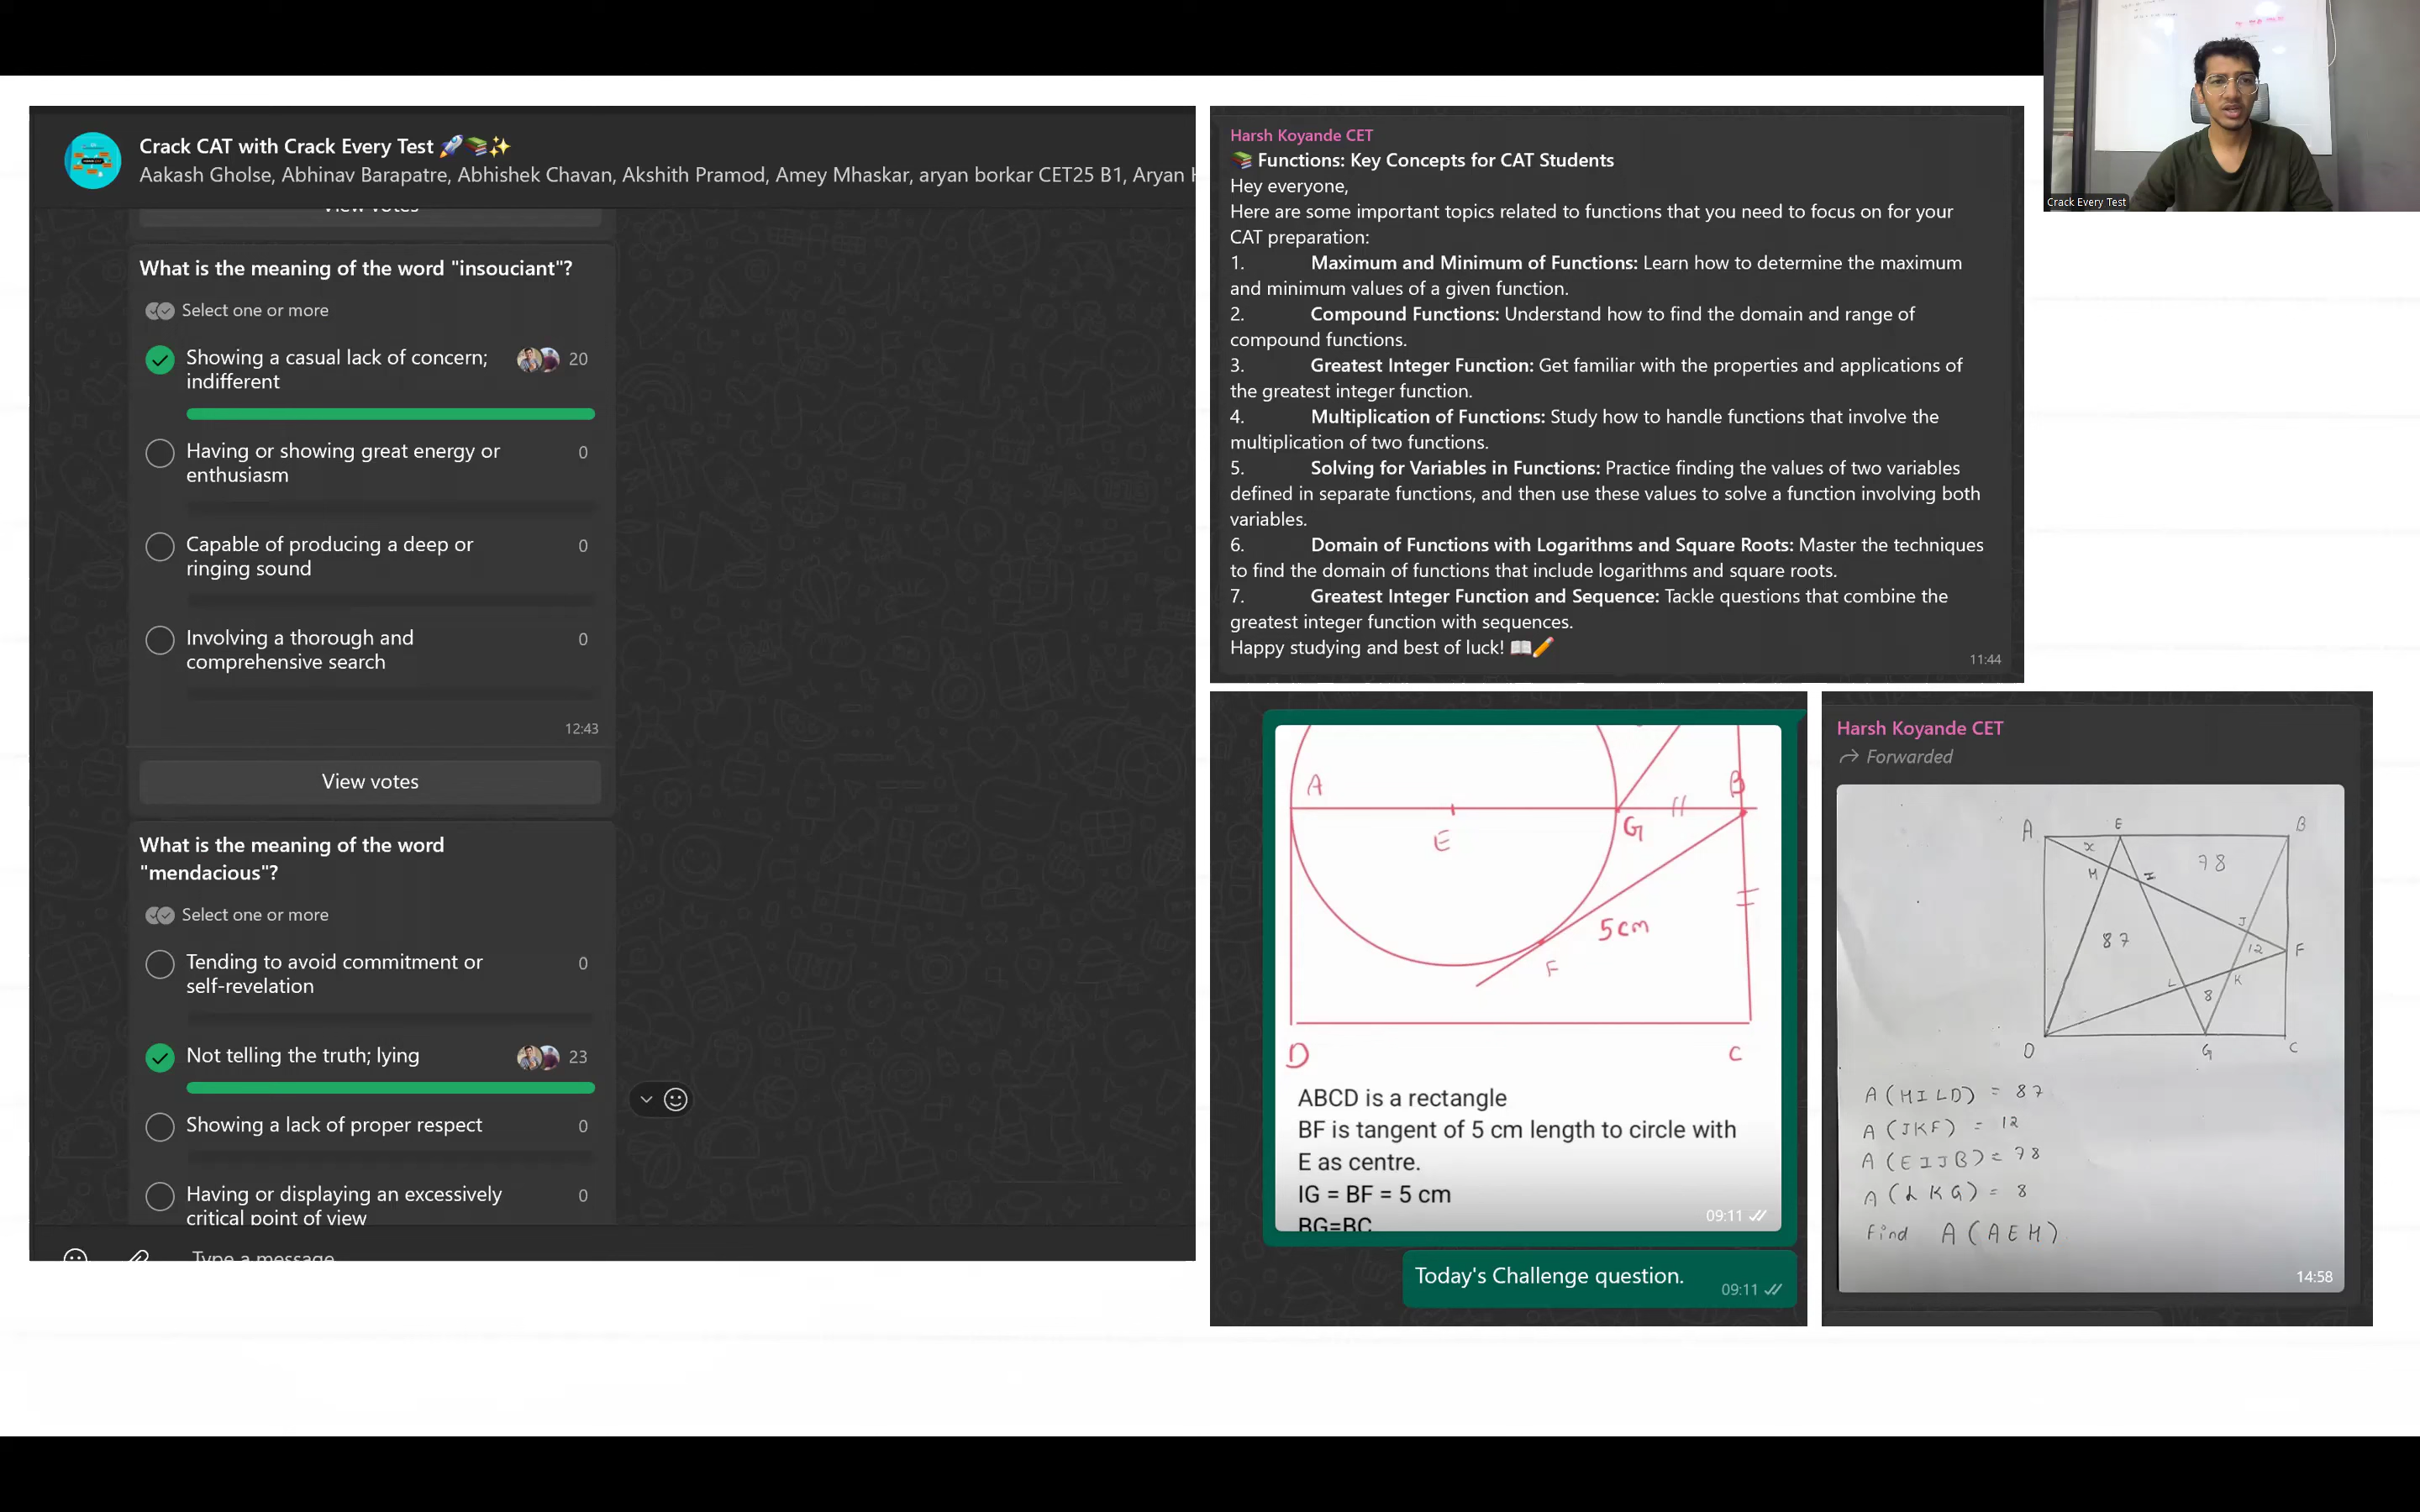 Crack CAT with Crack Every Test 🚀📚✨
Aakash Gholse, Abhinav Barapatre, Abhishek Chavan, Akshith Pramod, Amey Mhaskar, aryan borkar CET25 B1, Aryan
View votes
What is the meaning of the word "insouciant"?
Select one or more
Showing a casual lack of concern; 20
indifferent
Having or showing great energy or 0
enthusiasm
Capable of producing a deep or 0
ringing sound
Involving a thorough and 0
comprehensive search
12:43
View votes
What is the meaning of the word
"mendacious"?
Select one or more
Tending to avoid commitment or 0
self-revelation
Not telling the truth; lying 23
Showing a lack of proper respect 0
Having or displaying an excessively 0
critical point of view
Type a message
Harsh Koyande CET
📚 Functions: Key Concepts for CAT Students
Hey everyone,
Here are some important topics related to functions that you need to focus on for your
CAT preparation:
1. Maximum and Minimum of Functions: Learn how to determine the maximum
and minimum values of a given function.
2. Compound Functions: Understand how to find the domain and range of
compound functions.
3. Greatest Integer Function: Get familiar with the properties and applications of
the greatest integer function.
4. Multiplication of Functions: Study how to handle functions that involve the
multiplication of two functions.
5. Solving for Variables in Functions: Practice finding the values of two variables
defined in separate functions, and then use these values to solve a function involving both
variables.
6. Domain of Functions with Logarithms and Square Roots: Master the techniques
to find the domain of functions that include logarithms and square roots.
7. Greatest Integer Function and Sequence: Tackle questions that combine the
greatest integer function with sequences.
Happy studying and best of luck! 📖✏️
11:44
Crack Every Test
A B
E G
5cm
F
D C
ABCD is a rectangle
BF is tangent of 5 cm length to circle with
E as centre.
IG = BF = 5 cm
BG=BC
09:11
Today's Challenge question.
09:11
Harsh Koyande CET
Forwarded
A E B
x 78
M I
J
87 12 F
L K
8
D G C
A(MILD) = 87
A(JKF) = 12
A(EIJB) = 78
A(LKG) = 8
Find A(AEM)
14:58